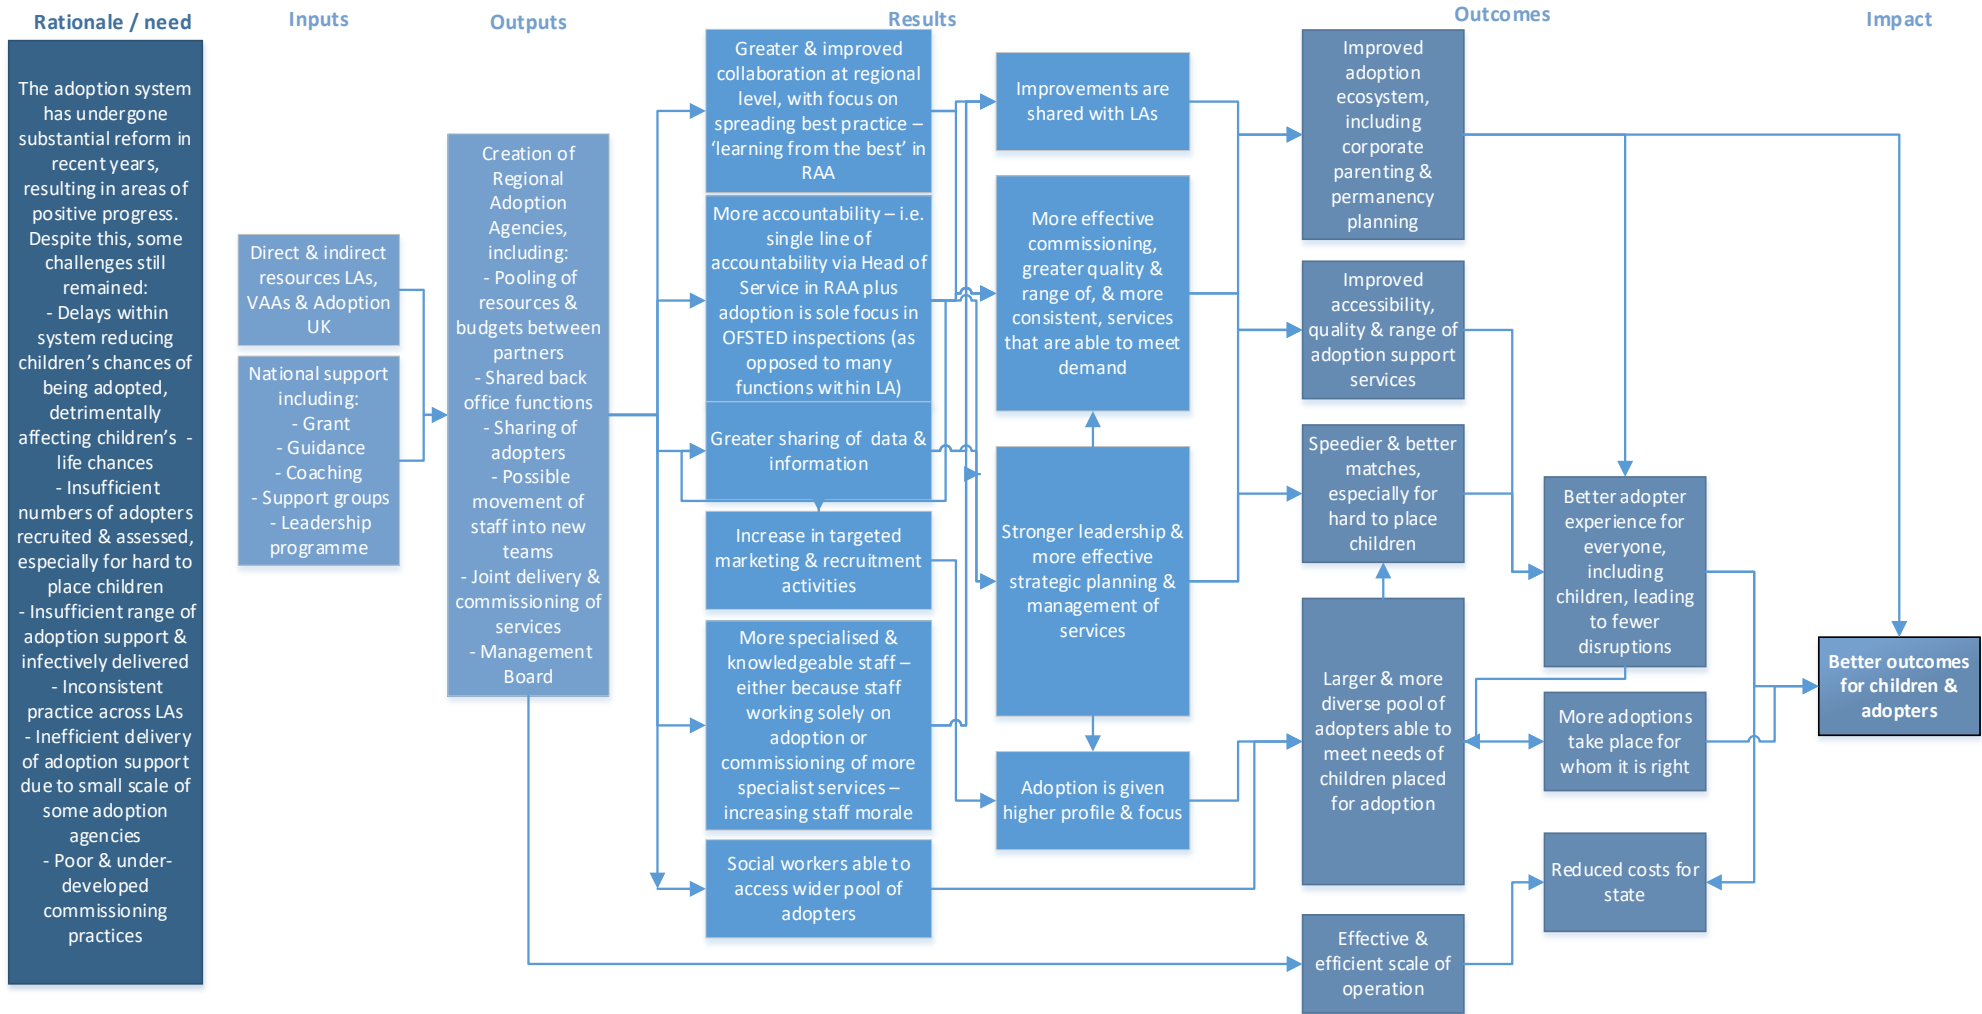 Rationale / need
Inputs
Outputs
Results
Outcomes
Impact
The adoption system
has undergone
substantial reform in
recent years,
resulting in areas of
positive progress.
Despite this, some
challenges still
remained:
- Delays within
system reducing
children’s chances of
being adopted,
detrimentally
affecting children’s -
life chances
- Insufficient
numbers of adopters
recruited & assessed,
especially for hard to
place children
- Insufficient range of
adoption support &
infectively delivered
- Inconsistent
practice across LAs
- Inefficient delivery
of adoption support
due to small scale of
some adoption
agencies
- Poor & under-
developed
commissioning
practices
Direct & indirect
resources LAs,
VAAs & Adoption
UK
National support
including:
- Grant
- Guidance
- Coaching
- Support groups
- Leadership
programme
Creation of
Regional
Adoption
Agencies,
including:
- Pooling of
resources &
budgets between
partners
- Shared back
office functions
- Sharing of
adopters
- Possible
movement of
staff into new
teams
- Joint delivery &
commissioning of
services
- Management
Board
Greater & improved
collaboration at regional
level, with focus on
spreading best practice –
‘learning from the best’ in
RAA
More accountability – i.e.
single line of
accountability via Head of
Service in RAA plus
adoption is sole focus in
OFSTED inspections (as
opposed to many
functions within LA)
Greater sharing of data &
information
Increase in targeted
marketing & recruitment
activities
More specialised &
knowledgeable staff –
either because staff
working solely on
adoption or
commissioning of more
specialist services –
increasing staff morale
Social workers able to
access wider pool of
adopters
Improvements are
shared with LAs
More effective
commissioning,
greater quality &
range of, & more
consistent, services
that are able to meet
demand
Stronger leadership &
more effective
strategic planning &
management of
services
Adoption is given
higher profile & focus
Improved
adoption
ecosystem,
including
corporate
parenting &
permanency
planning
Improved
accessibility,
quality & range of
adoption support
services
Speedier & better
matches,
especially for
hard to place
children
Larger & more
diverse pool of
adopters able to
meet needs of
children placed
for adoption
Effective &
efficient scale of
operation
Better adopter
experience for
everyone,
including
children, leading
to fewer
disruptions
More adoptions
take place for
whom it is right
Reduced costs for
state
Better outcomes
for children &
adopters